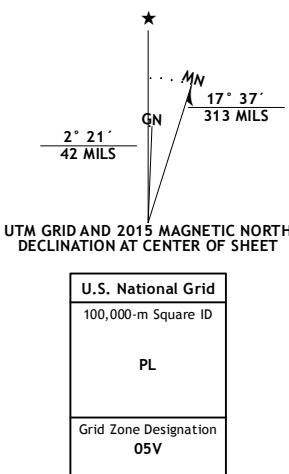 ★
MN
17° 37´
313 MILS
GN
2° 21´
42 MILS
UTM GRID AND 2015 MAGNETIC NORTH
DECLINATION AT CENTER OF SHEET
U.S. National Grid
100,000-m Square ID
PL
Grid Zone Designation
05V